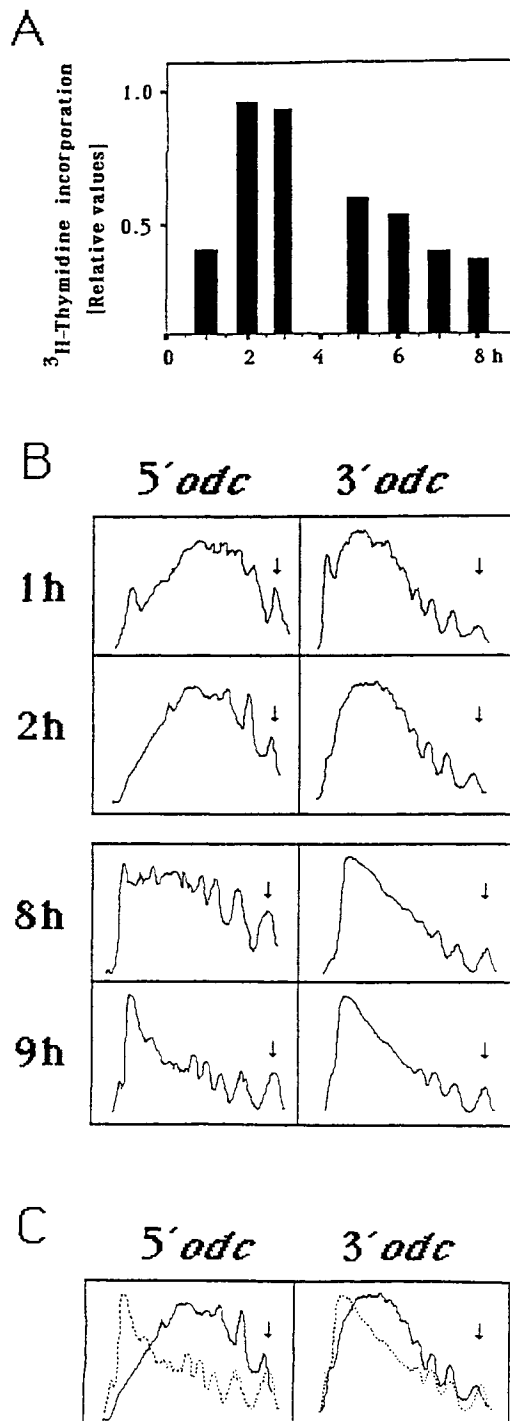 A
³H-Thymidine incorporation
[Relative values]
1.0
0.5
0 2 4 6 8 h
B
5´odc 3´odc
1h
2h
8h
9h
C
5´odc 3´odc